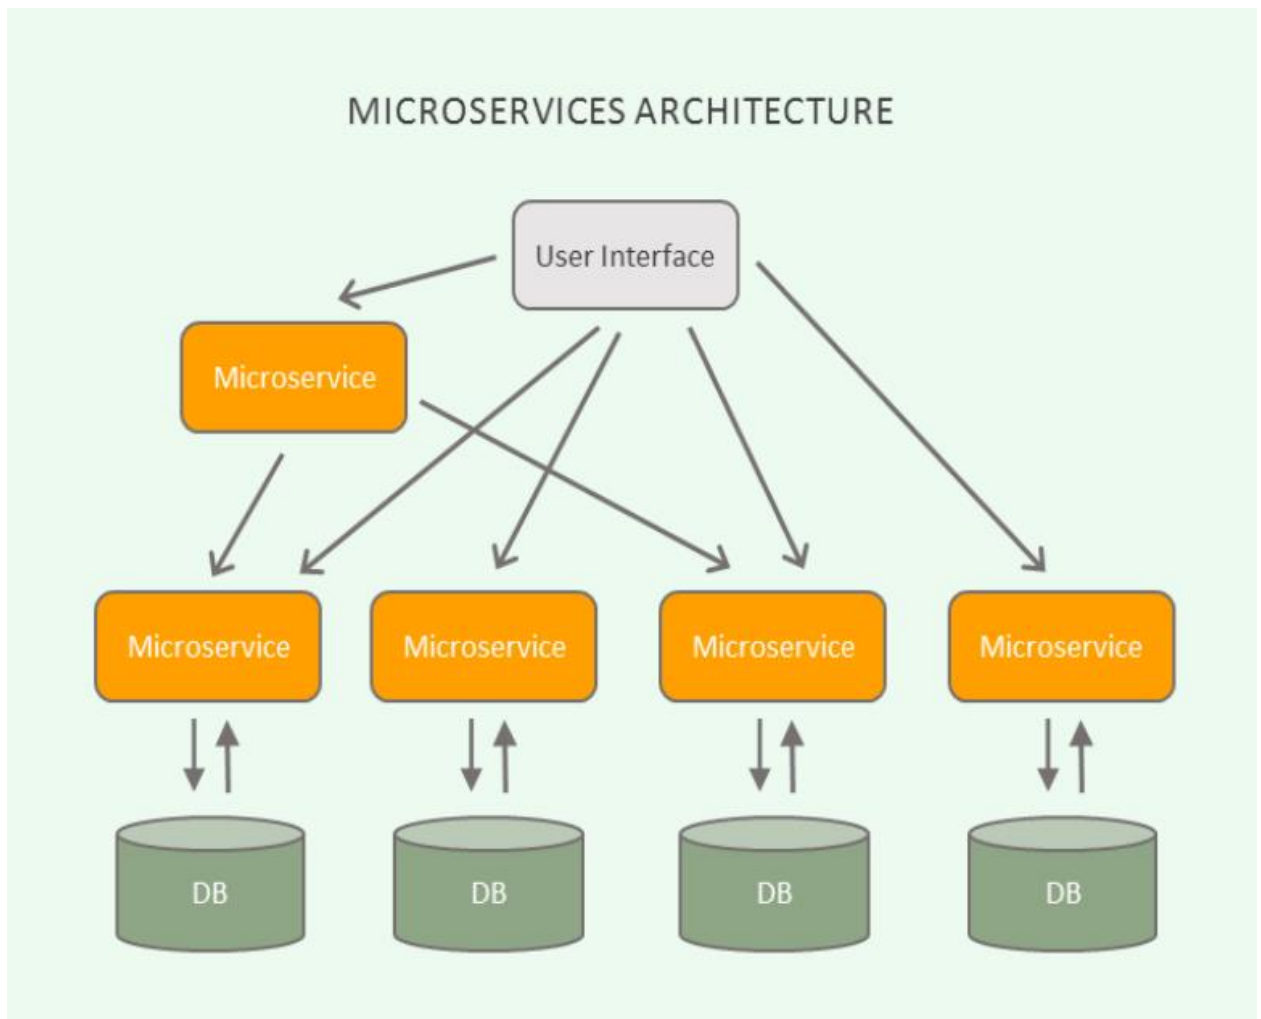 MICROSERVICES ARCHITECTURE
User Interface
Microservice
Microservice
Microservice
Microservice
Microservice
DB
DB
DB
DB